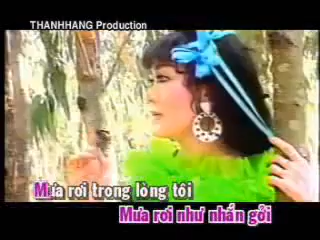 THANHHANG Production
Mưa rơi trong lòng tôi
Mưa rơi như nhắn gởi